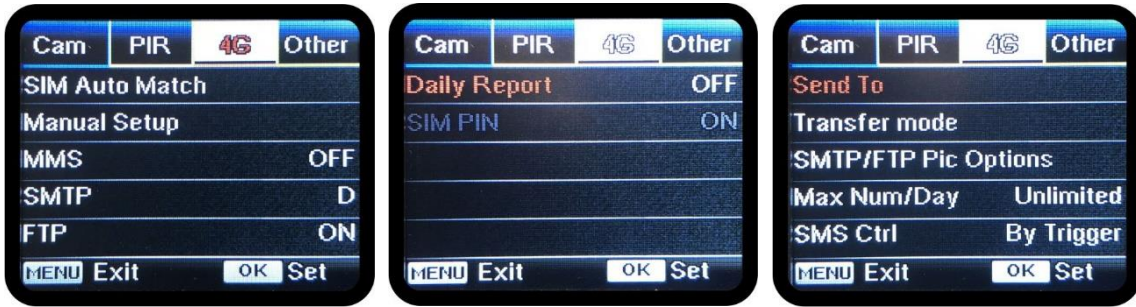 Cam PIR 4G Other
SIM Auto Match
Manual Setup
MMS OFF
SMTP D
FTP ON
MENU Exit OK Set
Cam PIR 4G Other
Daily Report OFF
SIM PIN ON
MENU Exit OK Set
Cam PIR 4G Other
Send To
Transfer mode
SMTP/FTP Pic Options
Max Num/Day Unlimited
SMS Ctrl By Trigger
MENU Exit OK Set